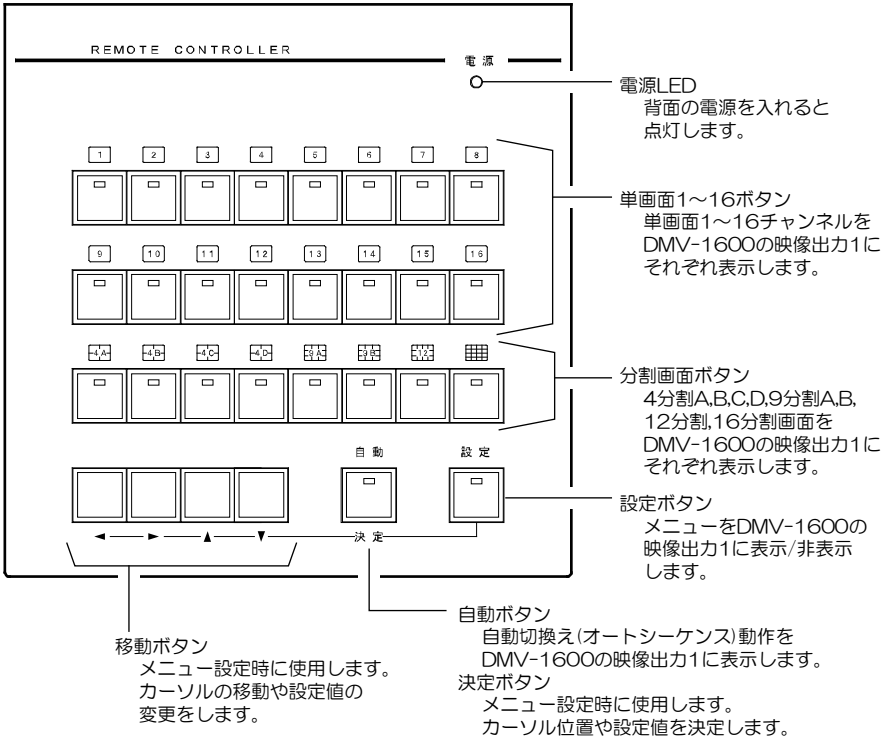 REMOTE CONTROLLER
電源
電源LED
背面の電源を入れると
点灯します。
1 2 3 4 5 6 7 8
単画面1～16ボタン
単画面1～16チャンネルを
DMV-1600の映像出力1に
それぞれ表示します。
9 10 11 12 13 14 15 16
4A 4B 4C 4D 9A 9B 12
分割画面ボタン
4分割A,B,C,D,9分割A,B,
12分割,16分割画面を
DMV-1600の映像出力1に
それぞれ表示します。
自動 設定
設定ボタン
メニューをDMV-1600の
映像出力1に表示/非表示
します。
◄ ► ▲ ▼ 決定
自動ボタン
自動切換え(オートシーケンス)動作を
DMV-1600の映像出力1に表示します。
決定ボタン
メニュー設定時に使用します。
カーソル位置や設定値を決定します。
移動ボタン
メニュー設定時に使用します。
カーソルの移動や設定値の
変更をします。